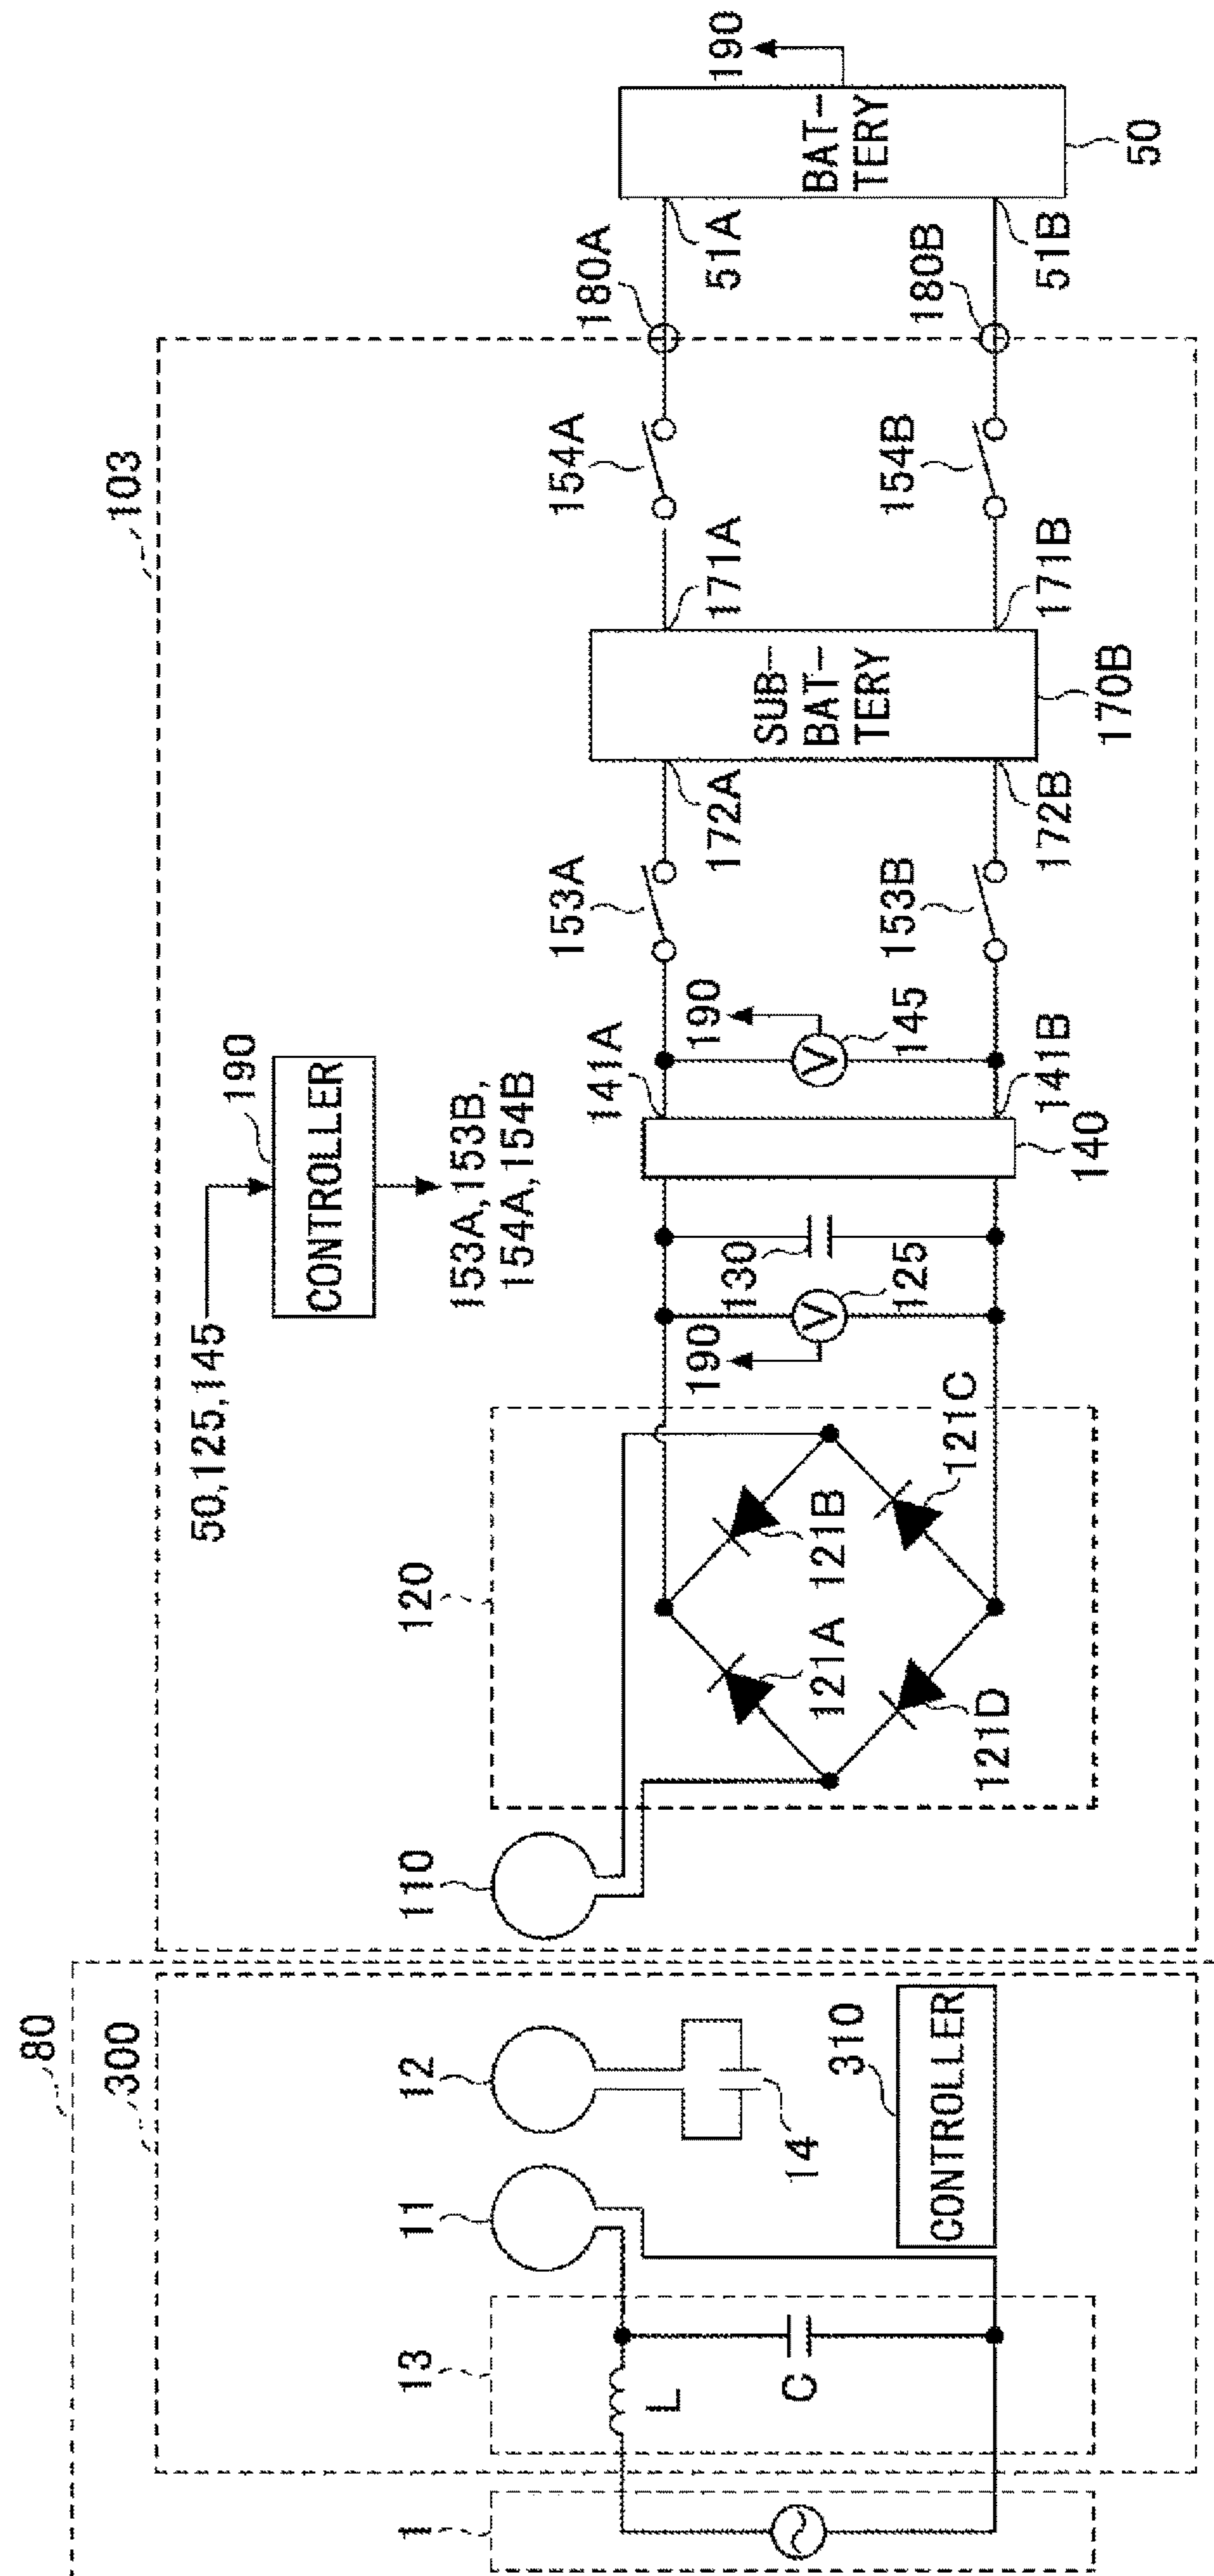 80
300
1
13
L
C
11
12
14
310
CONTROLLER
103
110
120
121A
121B
121C
121D
50,125,145
190
CONTROLLER
153A,153B,
154A,154B
190
125
130
140
141A
141B
190
145
153A
153B
172A
172B
SUB-
BAT-
TERY
170B
171A
171B
154A
154B
180A
180B
51A
51B
BAT-
TERY
50
190
V
V